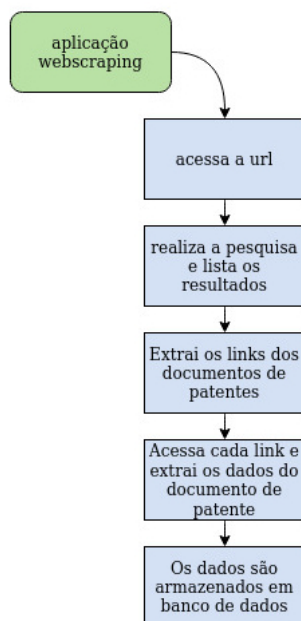 aplicação
webscraping
acessa a url
realiza a pesquisa
e lista os
resultados
Extrai os links dos
documentos de
patentes
Acessa cada link e
extrai os dados do
documento de
patente
Os dados são
armazenados em
banco de dados